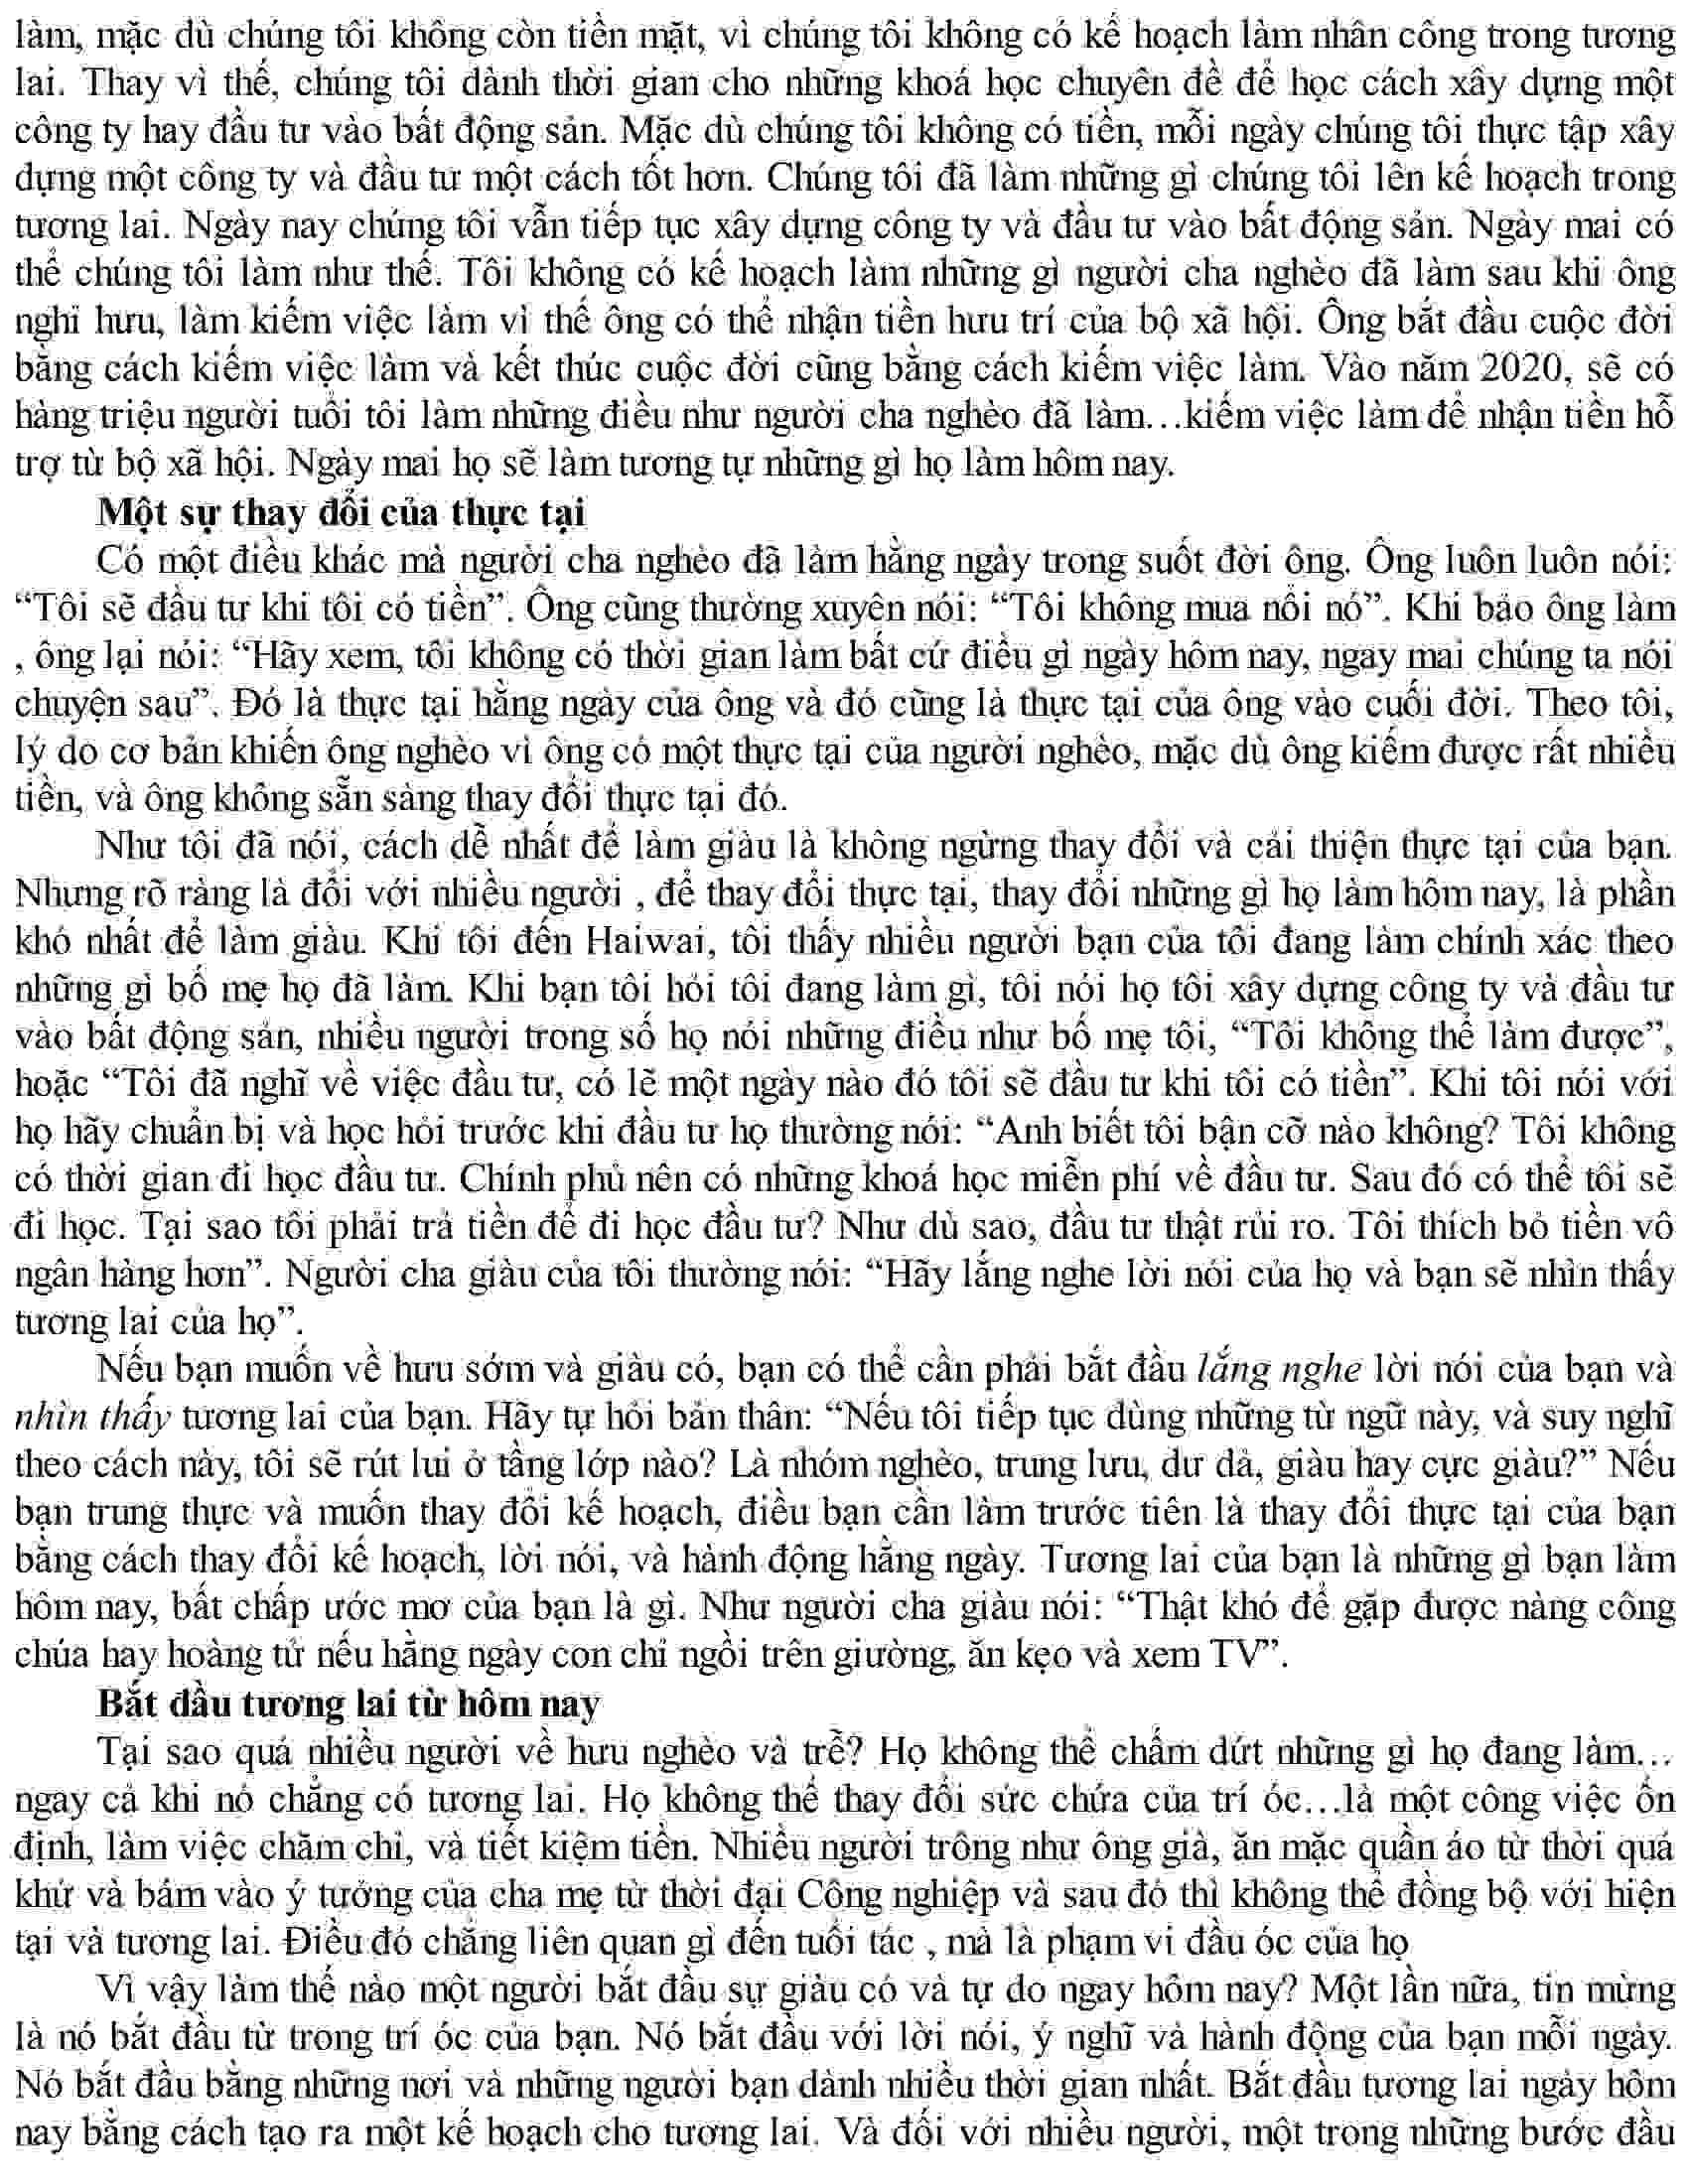 làm, mặc dù chúng tôi không còn tiền mặt, vì chúng tôi không có kế hoạch làm nhân công trong tương
lai. Thay vì thế, chúng tôi dành thời gian cho những khoá học chuyên đề để học cách xây dựng một
công ty hay đầu tư vào bất động sản. Mặc dù chúng tôi không có tiền, mỗi ngày chúng tôi thực tập xây
dựng một công ty và đầu tư một cách tốt hơn. Chúng tôi đã làm những gì chúng tôi lên kế hoạch trong
tương lai. Ngày nay chúng tôi vẫn tiếp tục xây dựng công ty và đầu tư vào bất động sản. Ngày mai có
thể chúng tôi làm như thế. Tôi không có kế hoạch làm những gì người cha nghèo đã làm sau khi ông
nghỉ hưu, làm kiếm việc làm vì thế ông có thể nhận tiền hưu trí của bộ xã hội. Ông bắt đầu cuộc đời
bằng cách kiếm việc làm và kết thúc cuộc đời cũng bằng cách kiếm việc làm. Vào năm 2020, sẽ có
hàng triệu người tuổi tôi làm những điều như người cha nghèo đã làm…kiếm việc làm để nhận tiền hỗ
trợ từ bộ xã hội. Ngày mai họ sẽ làm tương tự những gì họ làm hôm nay.
Một sự thay đổi của thực tại
Có một điều khác mà người cha nghèo đã làm hằng ngày trong suốt đời ông. Ông luôn luôn nói:
“Tôi sẽ đầu tư khi tôi có tiền”. Ông cũng thường xuyên nói: “Tôi không mua nổi nó”. Khi bảo ông làm
, ông lại nói: “Hãy xem, tôi không có thời gian làm bất cứ điều gì ngày hôm nay, ngay mai chúng ta nói
chuyện sau”. Đó là thực tại hằng ngày của ông và đó cũng là thực tại của ông vào cuối đời. Theo tôi,
lý do cơ bản khiến ông nghèo vì ông có một thực tại của người nghèo, mặc dù ông kiếm được rất nhiều
tiền, và ông không sẵn sàng thay đổi thực tại đó.
Như tôi đã nói, cách dễ nhất để làm giàu là không ngừng thay đổi và cải thiện thực tại của bạn.
Nhưng rõ ràng là đối với nhiều người , để thay đổi thực tại, thay đổi những gì họ làm hôm nay, là phần
khó nhất để làm giàu. Khi tôi đến Haiwai, tôi thấy nhiều người bạn của tôi đang làm chính xác theo
những gì bố mẹ họ đã làm. Khi bạn tôi hỏi tôi đang làm gì, tôi nói họ tôi xây dựng công ty và đầu tư
vào bất động sản, nhiều người trong số họ nói những điều như bố mẹ tôi, “Tôi không thể làm được”,
hoặc “Tôi đã nghĩ về việc đầu tư, có lẽ một ngày nào đó tôi sẽ đầu tư khi tôi có tiền”. Khi tôi nói với
họ hãy chuẩn bị và học hỏi trước khi đầu tư họ thường nói: “Anh biết tôi bận cỡ nào không? Tôi không
có thời gian đi học đầu tư. Chính phủ nên có những khoá học miễn phí về đầu tư. Sau đó có thể tôi sẽ
đi học. Tại sao tôi phải trả tiền để đi học đầu tư? Như dù sao, đầu tư thật rủi ro. Tôi thích bỏ tiền vô
ngân hàng hơn”. Người cha giàu của tôi thường nói: “Hãy lắng nghe lời nói của họ và bạn sẽ nhìn thấy
tương lai của họ”.
Nếu bạn muốn về hưu sớm và giàu có, bạn có thể cần phải bắt đầu lắng nghe lời nói của bạn và
nhìn thấy tương lai của bạn. Hãy tự hỏi bản thân: “Nếu tôi tiếp tục dùng những từ ngữ này, và suy nghĩ
theo cách này, tôi sẽ rút lui ở tầng lớp nào? Là nhóm nghèo, trung lưu, dư dả, giàu hay cực giàu?” Nếu
bạn trung thực và muốn thay đổi kế hoạch, điều bạn cần làm trước tiên là thay đổi thực tại của bạn
bằng cách thay đổi kế hoạch, lời nói, và hành động hằng ngày. Tương lai của bạn là những gì bạn làm
hôm nay, bất chấp ước mơ của bạn là gì. Như người cha giàu nói: “Thật khó để gặp được nàng công
chúa hay hoàng tử nếu hằng ngày con chỉ ngồi trên giường, ăn kẹo và xem TV”.
Bắt đầu tương lai từ hôm nay
Tại sao quá nhiều người về hưu nghèo và trễ? Họ không thể chấm dứt những gì họ đang làm…
ngay cả khi nó chẳng có tương lai. Họ không thể thay đổi sức chứa của trí óc…là một công việc ổn
định, làm việc chăm chỉ, và tiết kiệm tiền. Nhiều người trông như ông già, ăn mặc quần áo từ thời quá
khứ và bám vào ý tưởng của cha mẹ từ thời đại Công nghiệp và sau đó thì không thể đồng bộ với hiện
tại và tương lai. Điều đó chẳng liên quan gì đến tuổi tác , mà là phạm vi đầu óc của họ
Vì vậy làm thế nào một người bắt đầu sự giàu có và tự do ngay hôm nay? Một lần nữa, tin mừng
là nó bắt đầu từ trong trí óc của bạn. Nó bắt đầu với lời nói, ý nghĩ và hành động của bạn mỗi ngày.
Nó bắt đầu bằng những nơi và những người bạn dành nhiều thời gian nhất. Bắt đầu tương lai ngày hôm
nay bằng cách tạo ra một kế hoạch cho tương lai. Và đối với nhiều người, một trong những bước đầu